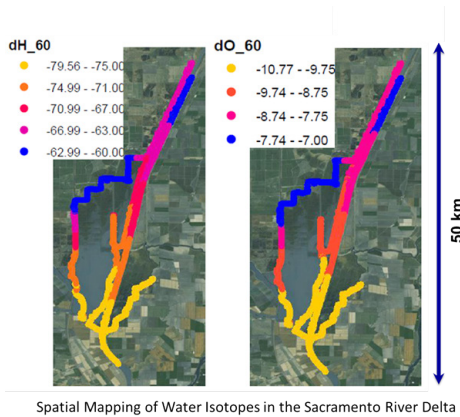 dH_60
-79.56 - -75.00
-74.99 - -71.00
-70.99 - -67.00
-66.99 - -63.00
-62.99 - -60.00
dO_60
-10.77 - -9.75
-9.74 - -8.75
-8.74 - -7.75
-7.74 - -7.00
50 km
Spatial Mapping of Water Isotopes in the Sacramento River Delta